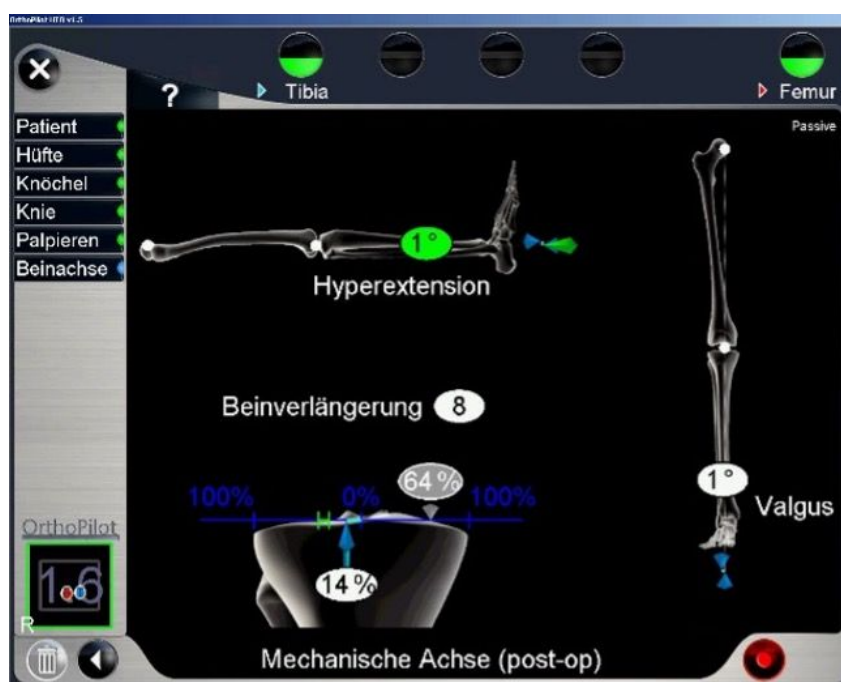 OrthoPilot HTO v1.5
?
Tibia
Femur
Passive
Patient
Hüfte
Knöchel
Knie
Palpieren
Beinachse
1°
Hyperextension
Beinverlängerung 8
64%
100% 0% 100%
14%
1°
Valgus
OrthoPilot
1.6
R
Mechanische Achse (post-op)